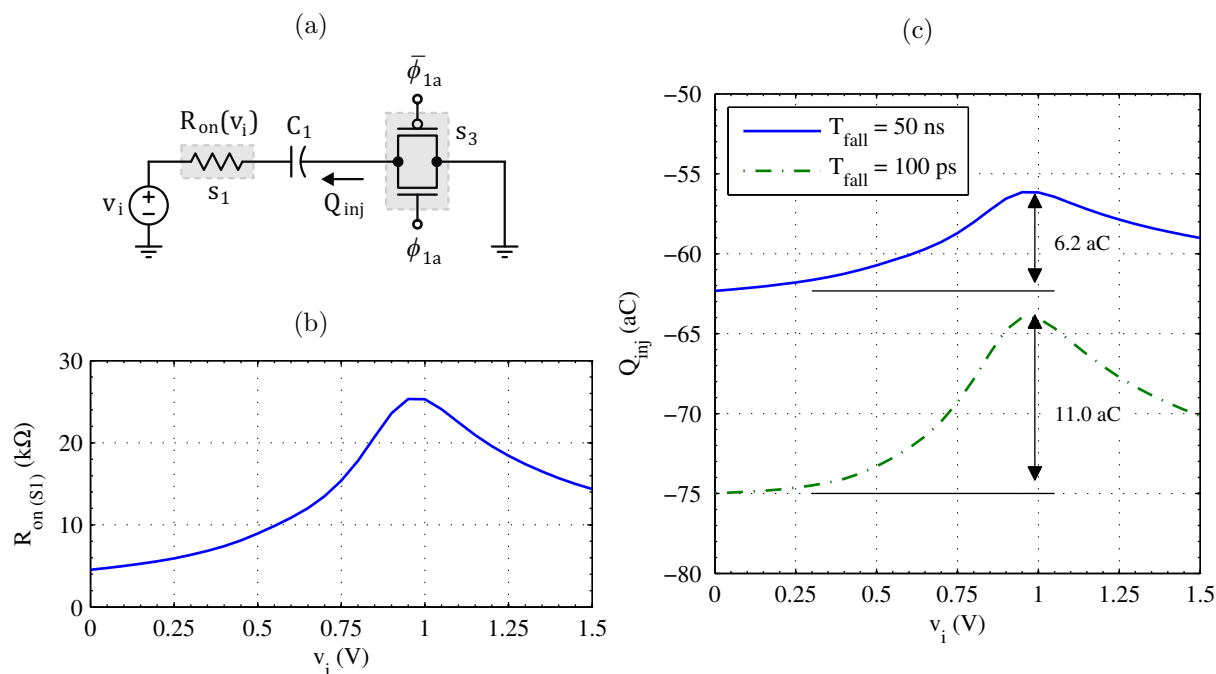 (a)
ϕ̅1a
Ron(vi)
C1
s3
s1
Qinj
vi
+
−
ϕ1a
(b)
30
20
10
0
Ron (S1) (kΩ)
0 0.25 0.5 0.75 1 1.25 1.5
vi (V)
(c)
−50
−55
−60
−65
−70
−75
−80
Qinj (aC)
Tfall = 50 ns
Tfall = 100 ps
6.2 aC
11.0 aC
0 0.25 0.5 0.75 1 1.25 1.5
vi (V)